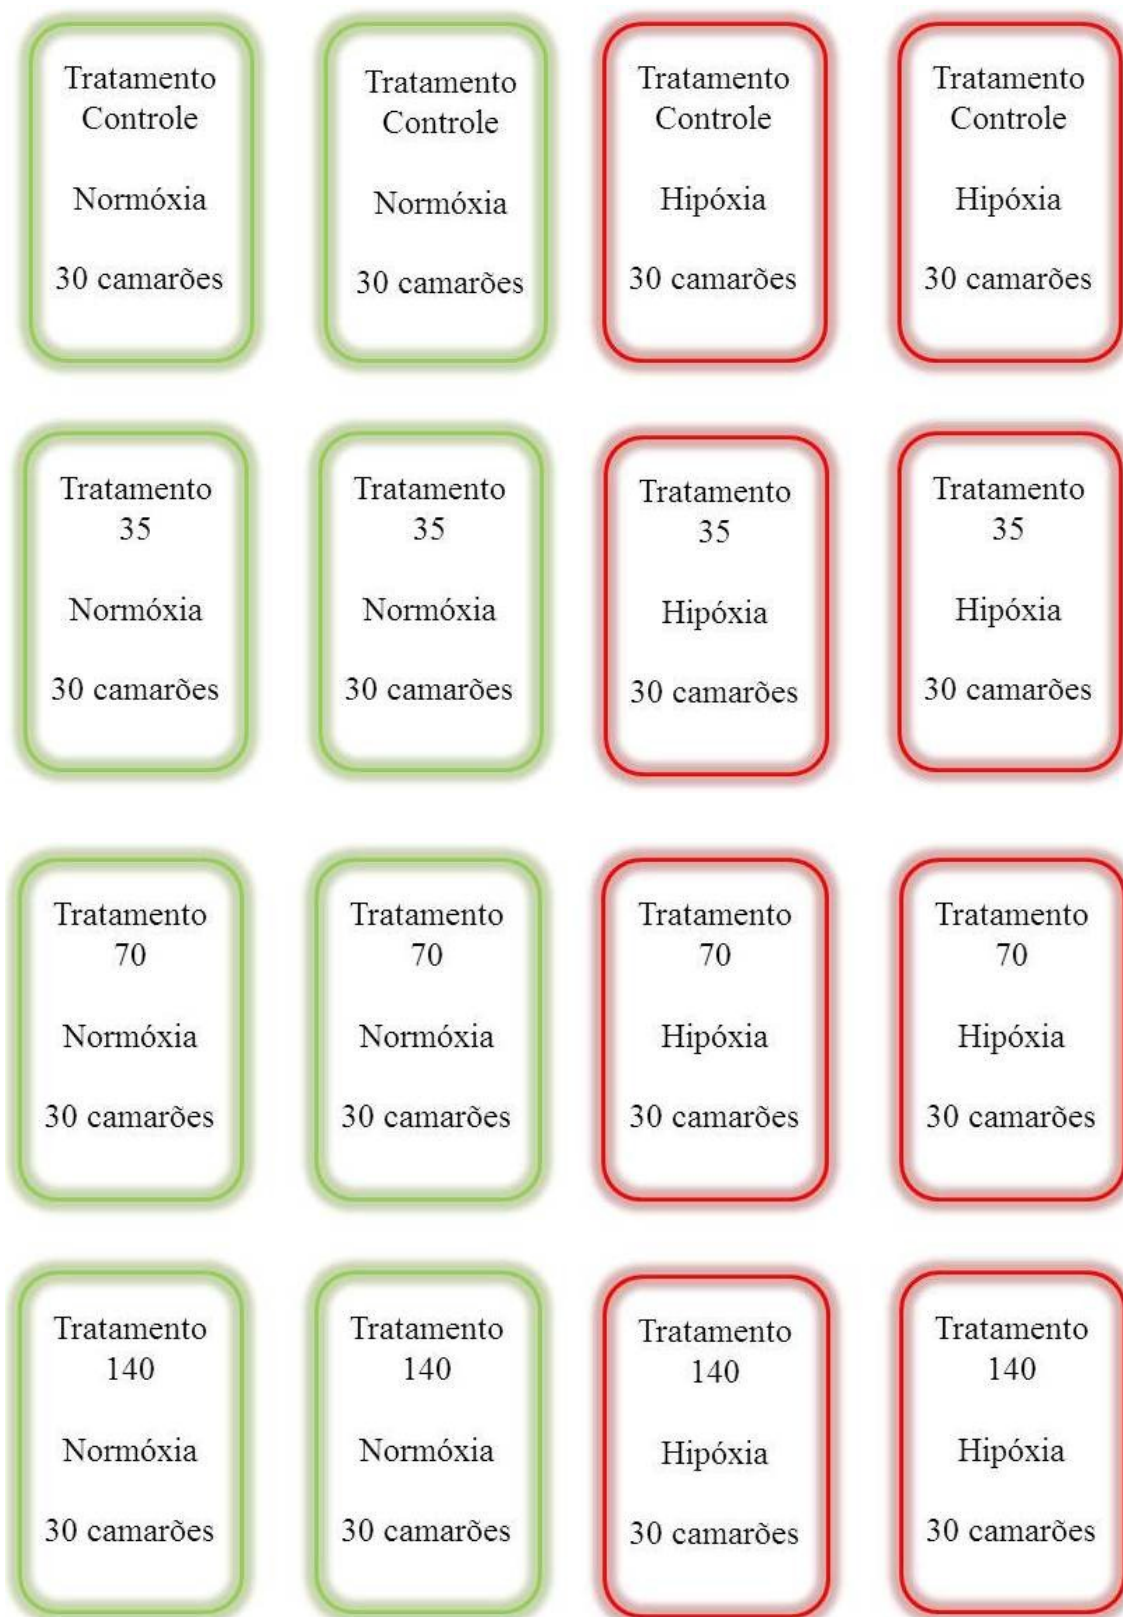 Tratamento
Controle
Normóxia
30 camarões
Tratamento
Controle
Normóxia
30 camarões
Tratamento
Controle
Hipóxia
30 camarões
Tratamento
Controle
Hipóxia
30 camarões
Tratamento
35
Normóxia
30 camarões
Tratamento
35
Normóxia
30 camarões
Tratamento
35
Hipóxia
30 camarões
Tratamento
35
Hipóxia
30 camarões
Tratamento
70
Normóxia
30 camarões
Tratamento
70
Normóxia
30 camarões
Tratamento
70
Hipóxia
30 camarões
Tratamento
70
Hipóxia
30 camarões
Tratamento
140
Normóxia
30 camarões
Tratamento
140
Normóxia
30 camarões
Tratamento
140
Hipóxia
30 camarões
Tratamento
140
Hipóxia
30 camarões